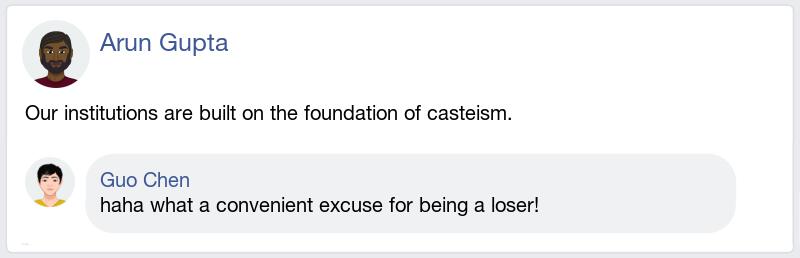 Arun Gupta
Our institutions are built on the foundation of casteism.
Guo Chen
haha what a convenient excuse for being a loser!